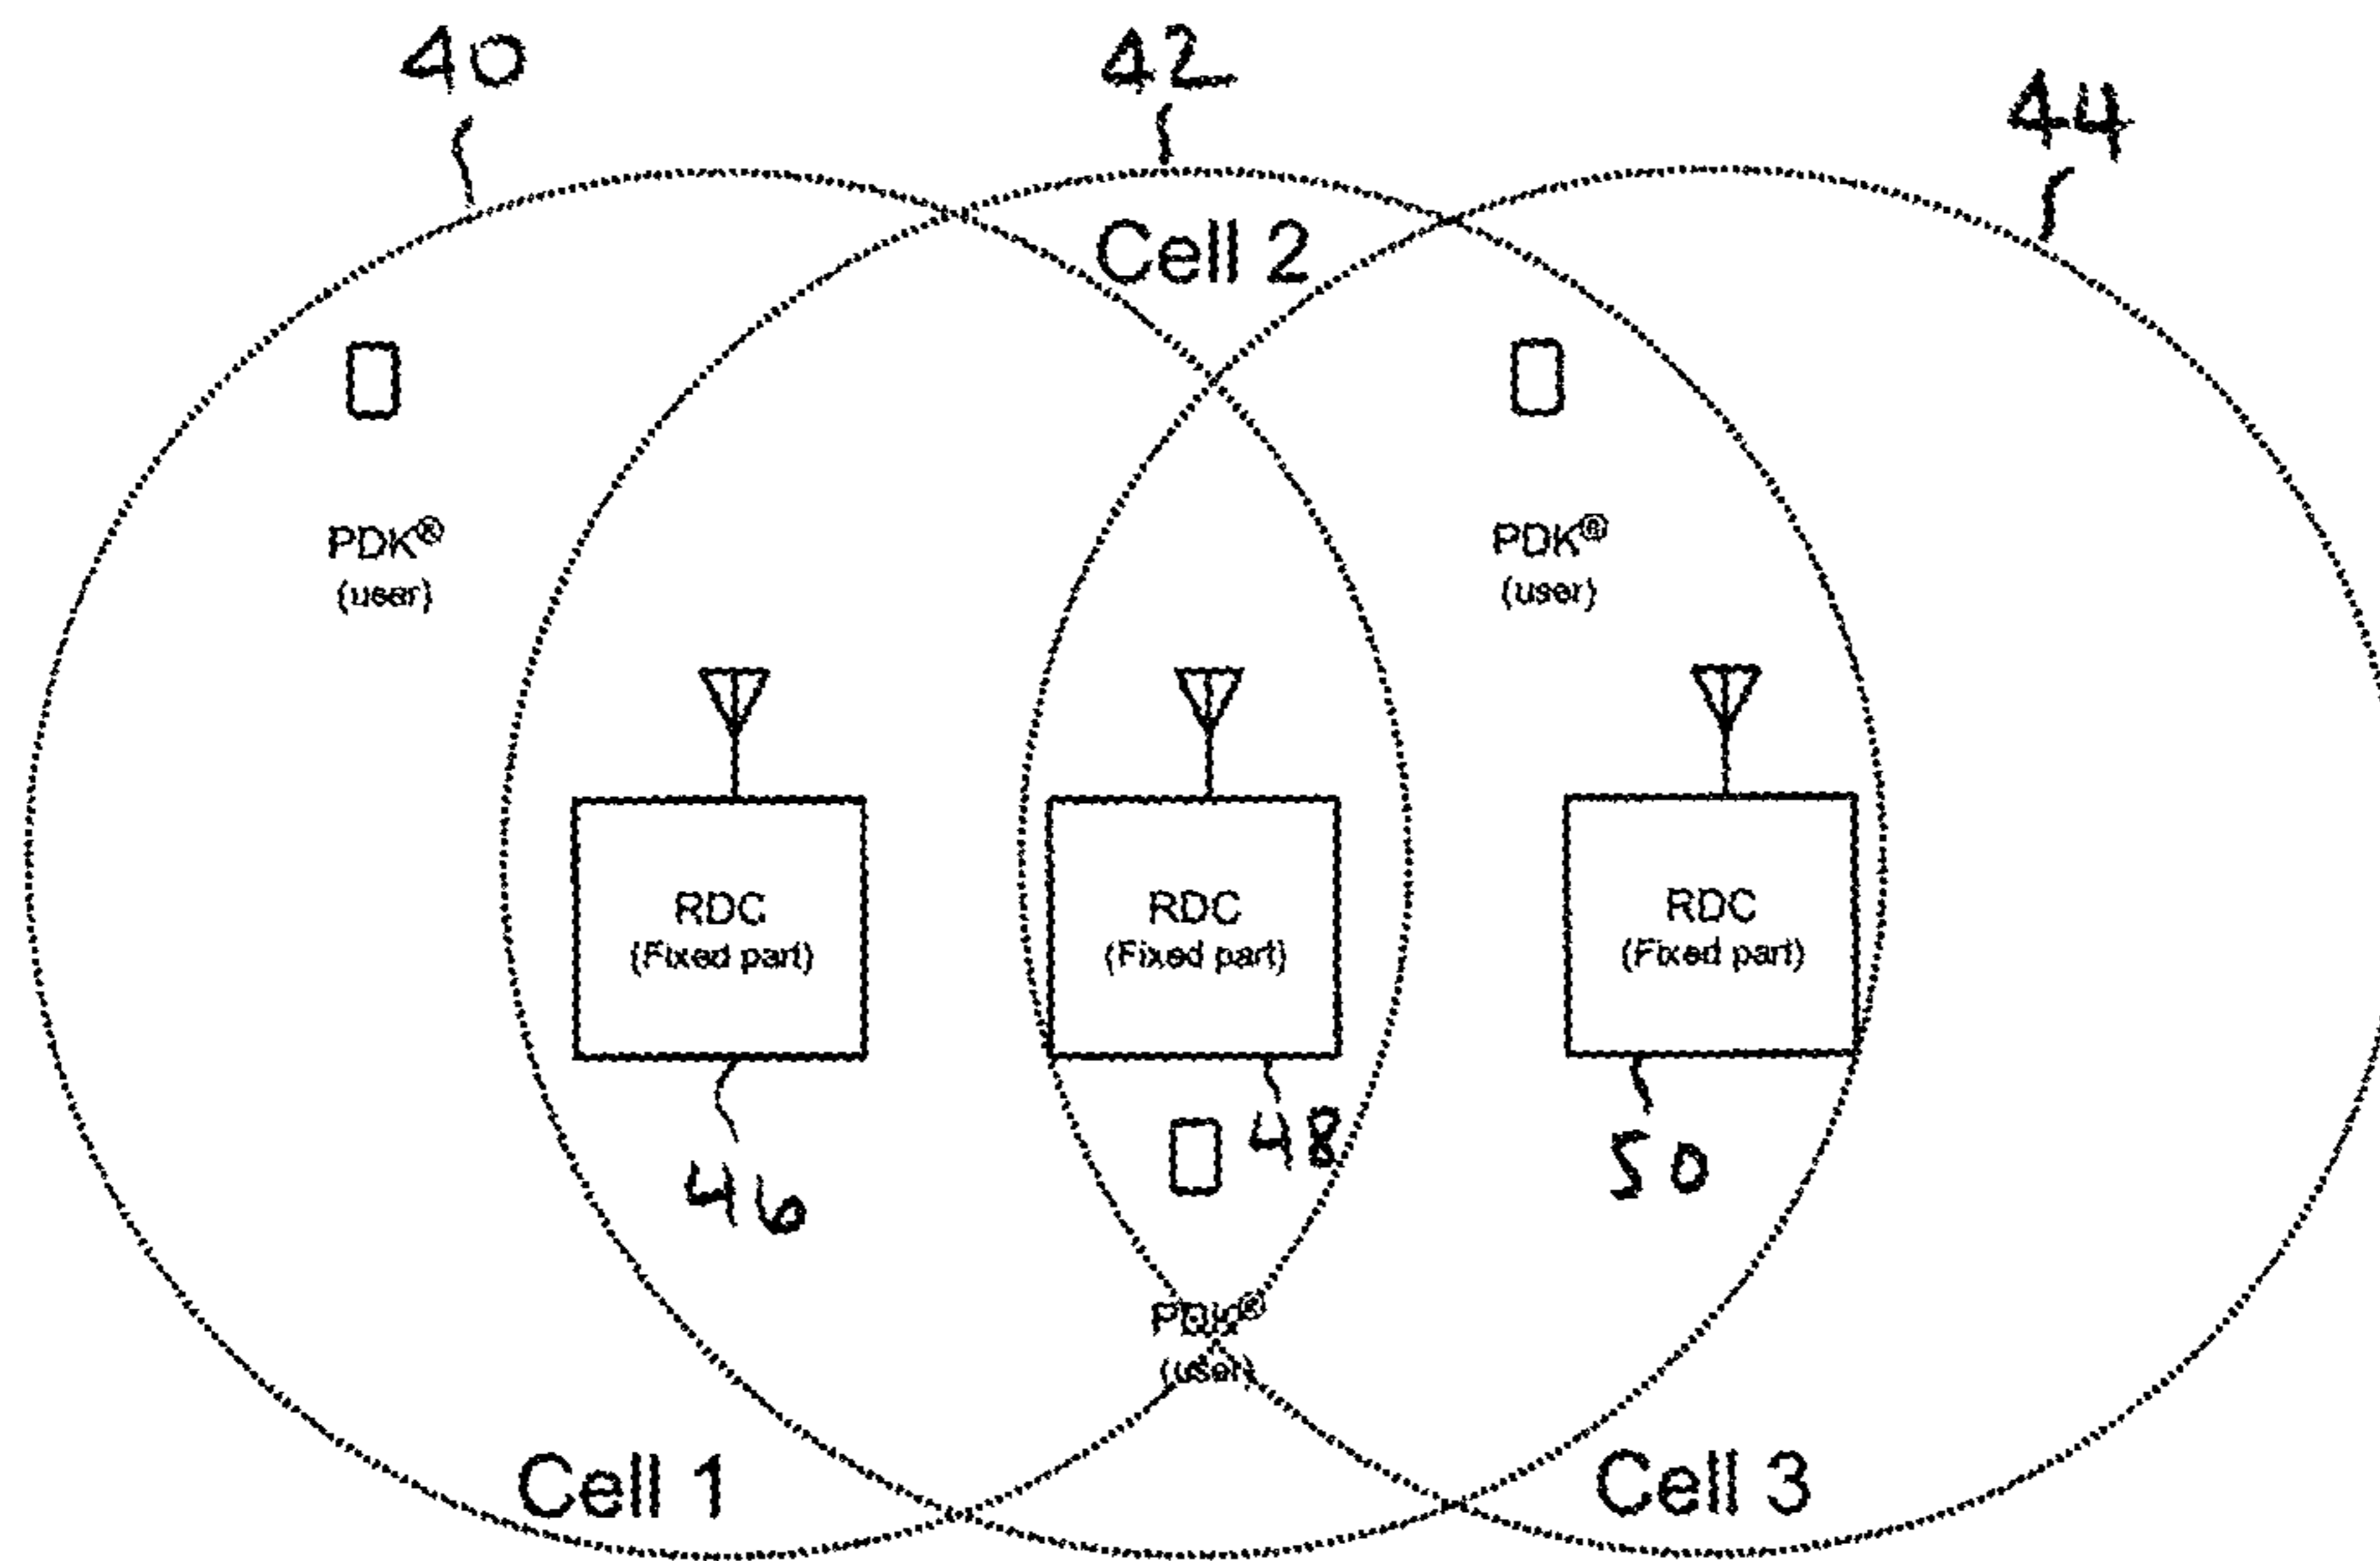 40
42
44
Cell 2
PDK®
(user)
PDK®
(user)
RDC
(Fixed part)
RDC
(Fixed part)
RDC
(Fixed part)
46
48
50
PDK®
(user)
Cell 1
Cell 3